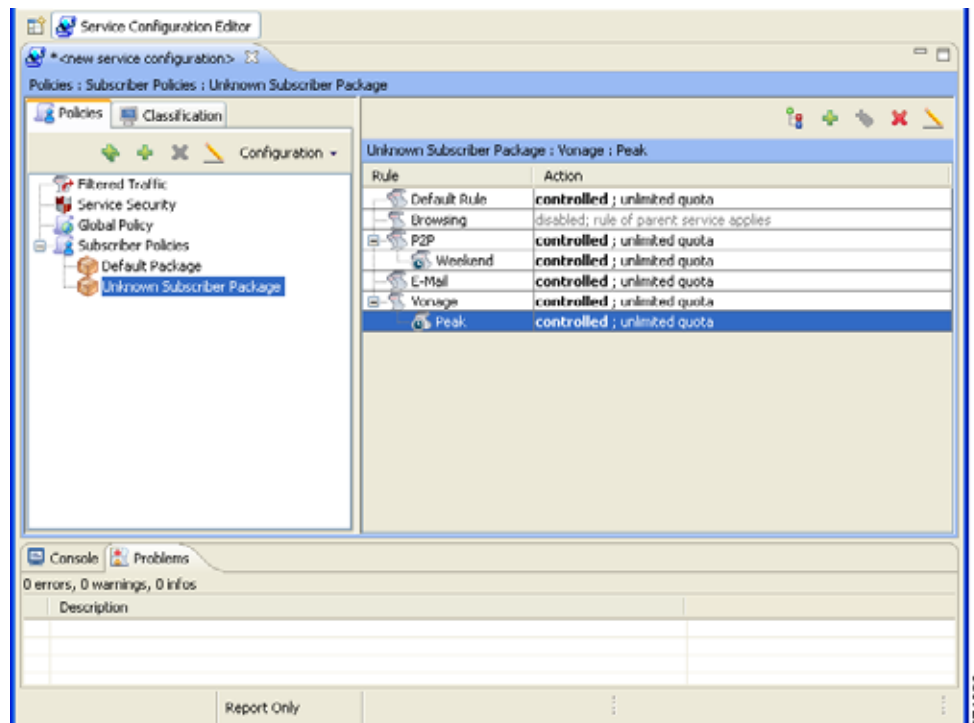 Service Configuration Editor
*<new service configuration>
Policies : Subscriber Policies : Unknown Subscriber Package
Policies
Classification
Configuration
Filtered Traffic
Service Security
Global Policy
Subscriber Policies
Default Package
Unknown Subscriber Package
Unknown Subscriber Package : Vonage : Peak
Rule Action
Default Rule controlled ; unlimited quota
Browsing disabled; rule of parent service applies
P2P controlled ; unlimited quota
Weekend controlled ; unlimited quota
E-Mail controlled ; unlimited quota
Vonage controlled ; unlimited quota
Peak controlled ; unlimited quota
Console Problems
0 errors, 0 warnings, 0 infos
Description
Report Only